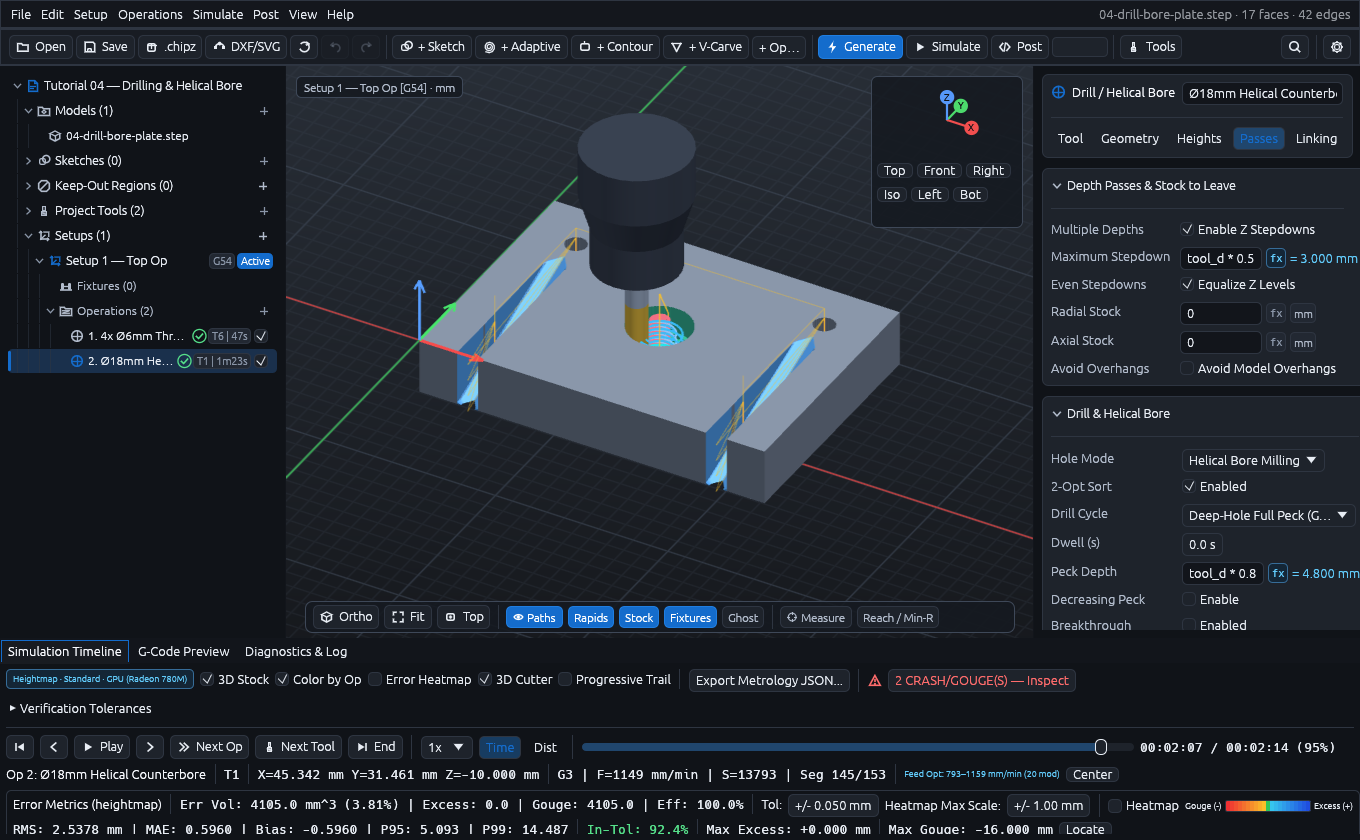 File Edit Setup Operations Simulate Post View Help 04-drill-bore-plate.step · 17 faces · 42 edges
Open Save .chipz DXF/SVG + Sketch + Adaptive + Contour + V-Carve + Op... Generate Simulate Post Tools
Tutorial 04 — Drilling & Helical Bore
Models (1) +
04-drill-bore-plate.step
Sketches (0) +
Keep-Out Regions (0) +
Project Tools (2) +
Setups (1) +
Setup 1 — Top Op G54 Active
Fixtures (0)
Operations (2) +
1. 4x Ø6mm Thr... T6 | 47s
2. Ø18mm He... T1 | 1m23s
Setup 1 — Top Op [G54] · mm
Z
Y
X
Top Front Right
Iso Left Bot
Ortho Fit Top Paths Rapids Stock Fixtures Ghost Measure Reach / Min-R
Drill / Helical Bore Ø18mm Helical Counterbo
Tool Geometry Heights Passes Linking
Depth Passes & Stock to Leave
Multiple Depths Enable Z Stepdowns
Maximum Stepdown tool_d * 0.5 fx = 3.000 mm
Even Stepdowns Equalize Z Levels
Radial Stock 0 fx mm
Axial Stock 0 fx mm
Avoid Overhangs Avoid Model Overhangs
Drill & Helical Bore
Hole Mode Helical Bore Milling
2-Opt Sort Enabled
Drill Cycle Deep-Hole Full Peck (G...
Dwell (s) 0.0 s
Peck Depth tool_d * 0.8 fx = 4.800 mm
Decreasing Peck Enable
Breakthrough Enabled
Simulation Timeline G-Code Preview Diagnostics & Log
Heightmap · Standard · GPU (Radeon 780M) 3D Stock Color by Op Error Heatmap 3D Cutter Progressive Trail Export Metrology JSON... 2 CRASH/GOUGE(S) — Inspect
Verification Tolerances
Play Next Op Next Tool End 1x Time Dist 00:02:07 / 00:02:14 (95%)
Op 2: Ø18mm Helical Counterbore T1 X=45.342 mm Y=31.461 mm Z=-10.000 mm G3 | F=1149 mm/min | S=13793 | Seg 145/153 Feed Opt: 793–1159 mm/min (20 mod) Center
Error Metrics (heightmap) Err Vol: 4105.0 mm^3 (3.81%) | Excess: 0.0 | Gouge: 4105.0 | Eff: 100.0% Tol: +/- 0.050 mm Heatmap Max Scale: +/- 1.00 mm Heatmap Gouge (-) Excess (+)
RMS: 2.5378 mm | MAE: 0.5960 | Bias: -0.5960 | P95: 5.093 | P99: 14.487 In-Tol: 92.4% Max Excess: +0.000 mm Max Gouge: -16.000 mm Locate